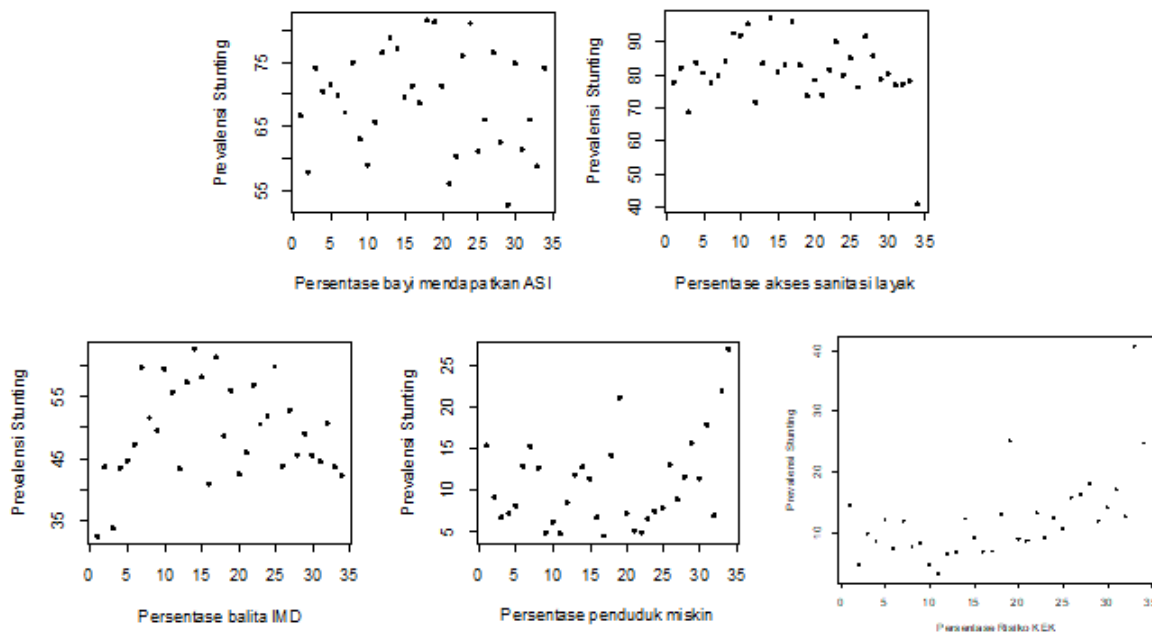 Prevalensi Stunting
55 65 75
0 5 10 15 20 25 30 35
Persentase bayi mendapatkan ASI
Prevalensi Stunting
40 50 60 70 80 90
0 5 10 15 20 25 30 35
Persentase akses sanitasi layak
Prevalensi Stunting
35 45 55
0 5 10 15 20 25 30 35
Persentase balita IMD
Prevalensi Stunting
5 10 15 20 25
0 5 10 15 20 25 30 35
Persentase penduduk miskin
Prevalensi Stunting
10 20 30 40
0 5 10 15 20 25 30 35
Persentase Risiko KEK